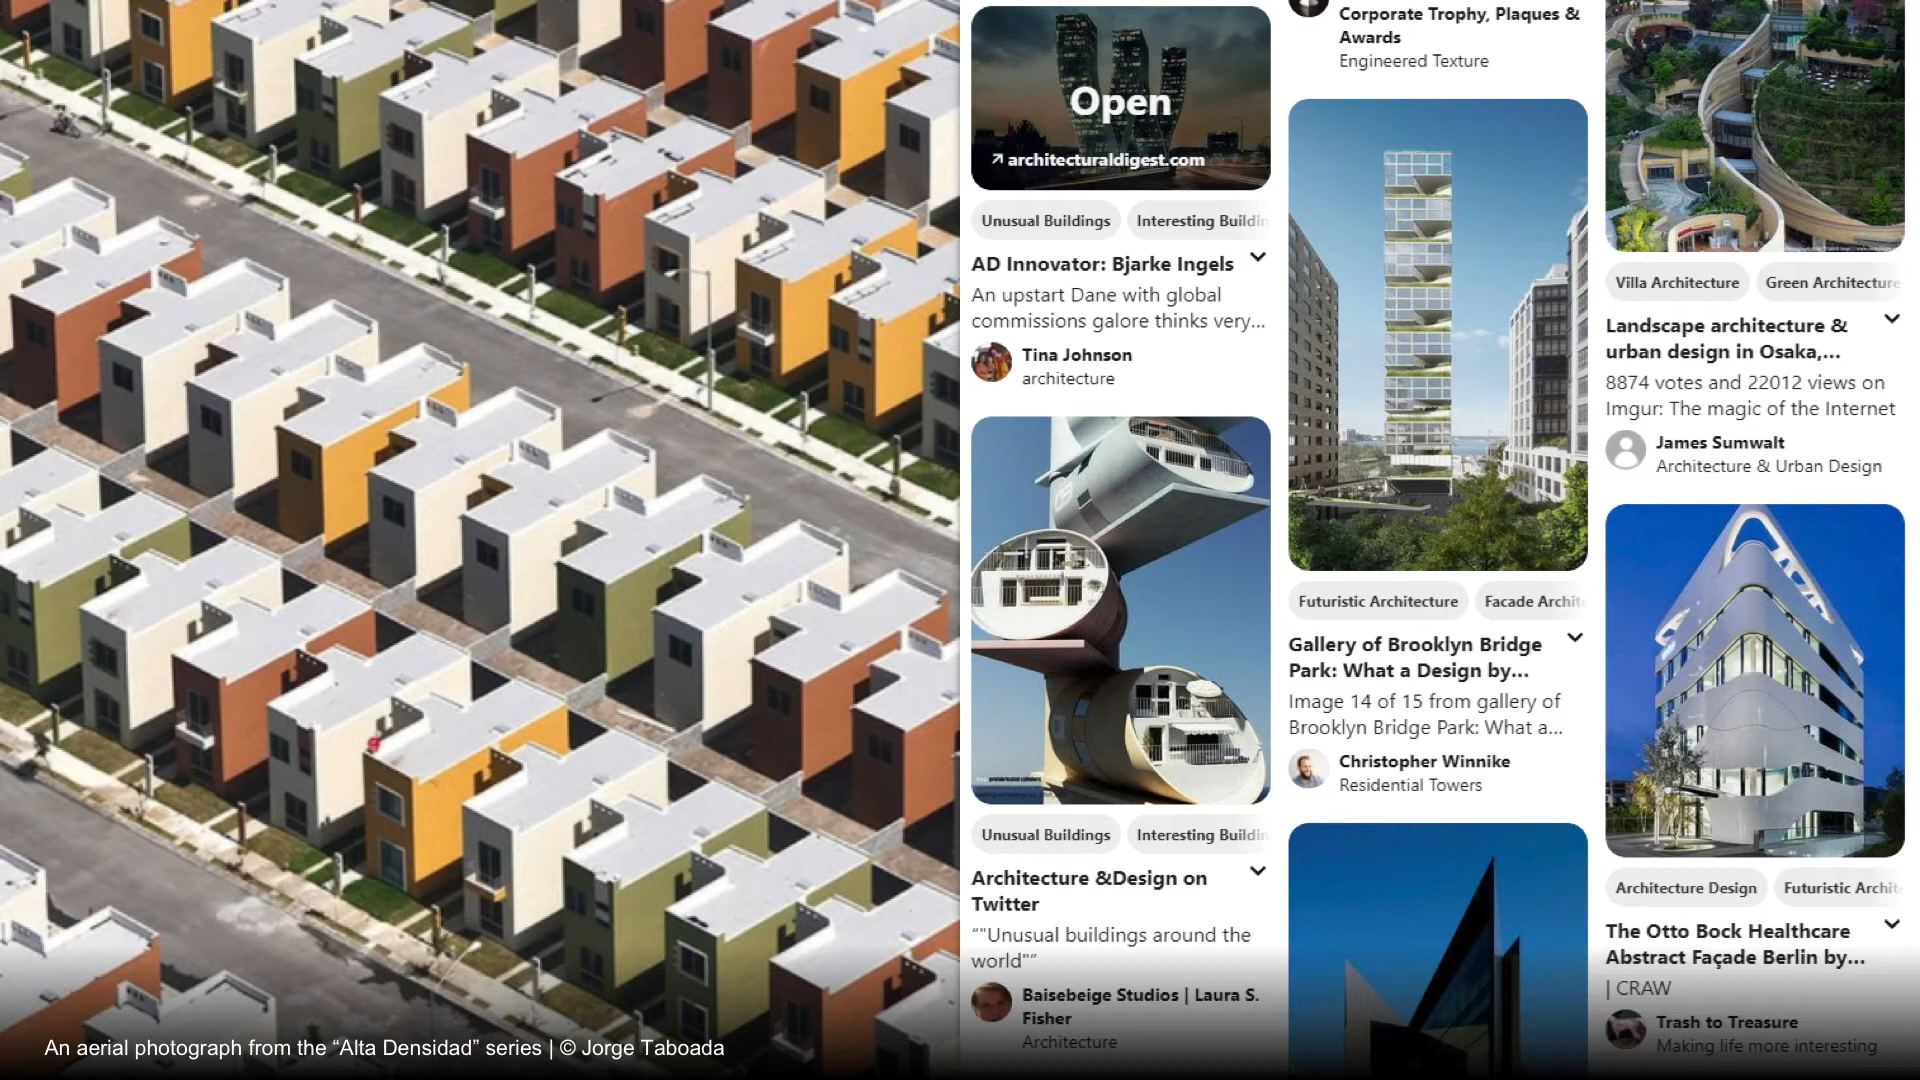 Open
architecturaldigest.com
Unusual Buildings
Interesting Buildin
AD Innovator: Bjarke Ingels
An upstart Dane with global
commissions galore thinks very...
Tina Johnson
architecture
Unusual Buildings
Interesting Buildin
Architecture &Design on
Twitter
“"Unusual buildings around the
world"“
Baisebeige Studios | Laura S.
Fisher
Architecture
Corporate Trophy, Plaques &
Awards
Engineered Texture
Futuristic Architecture
Facade Archite
Gallery of Brooklyn Bridge
Park: What a Design by...
Image 14 of 15 from gallery of
Brooklyn Bridge Park: What a...
Christopher Winnike
Residential Towers
Villa Architecture
Green Architecture
Landscape architecture &
urban design in Osaka,...
8874 votes and 22012 views on
Imgur: The magic of the Internet
James Sumwalt
Architecture & Urban Design
Architecture Design
Futuristic Archit
The Otto Bock Healthcare
Abstract Façade Berlin by...
| CRAW
Trash to Treasure
Making life more interesting
An aerial photograph from the “Alta Densidad” series | © Jorge Taboada